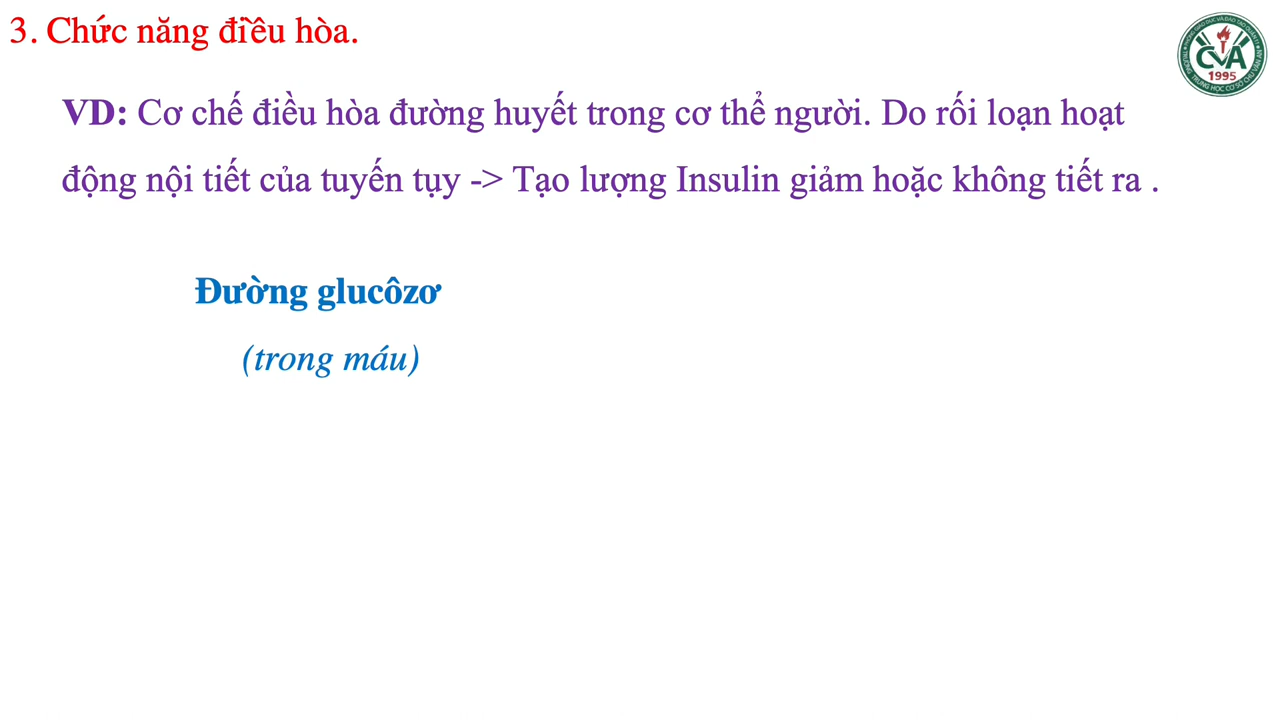 3. Chức năng điều hòa.
VD: Cơ chế điều hòa đường huyết trong cơ thể người. Do rối loạn hoạt
động nội tiết của tuyến tụy -> Tạo lượng Insulin giảm hoặc không tiết ra .
Đường glucôzơ
(trong máu)
CVA
1995